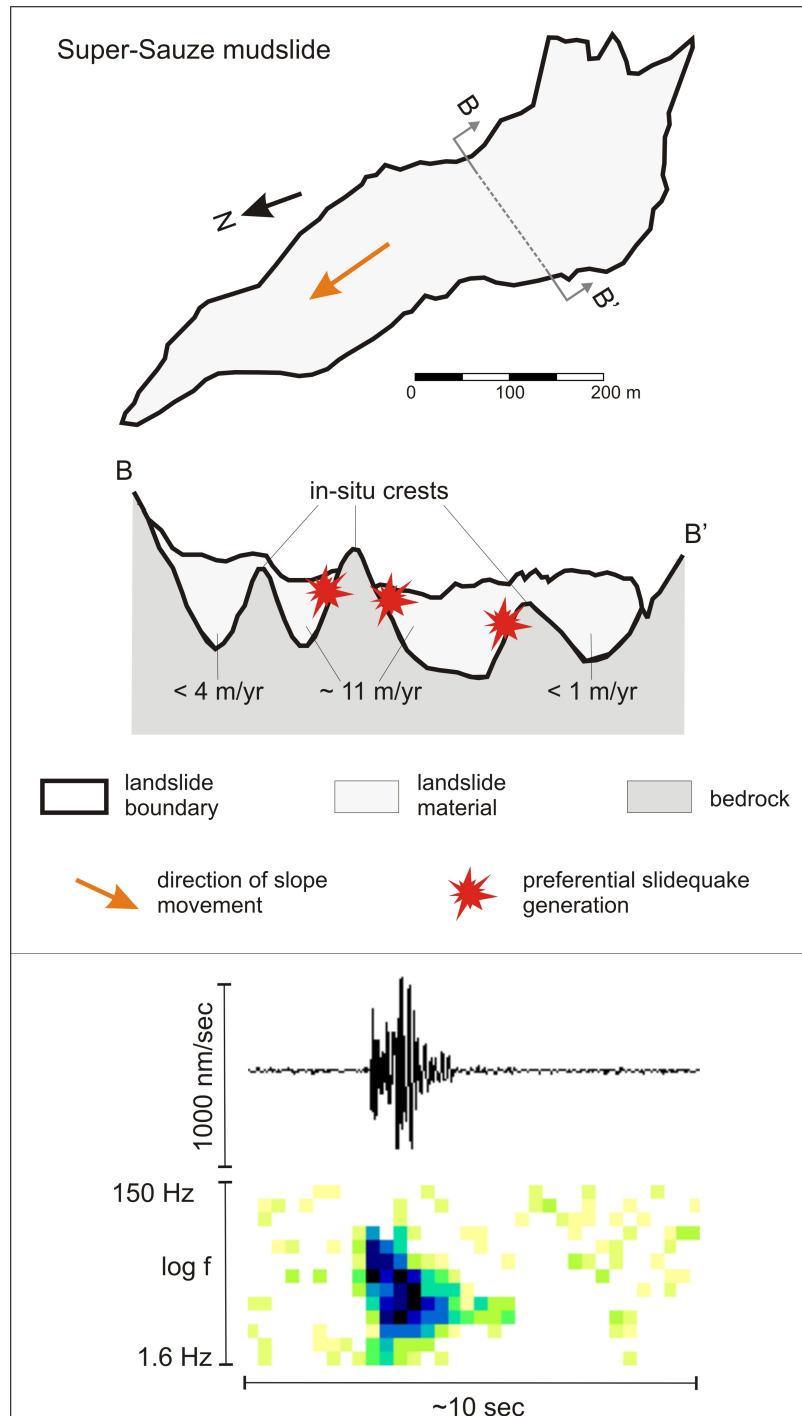 Super-Sauze mudslide
B
N
B'
0 100 200 m
B
in-situ crests
B'
< 4 m/yr
~ 11 m/yr
< 1 m/yr
landslide
boundary
landslide
material
bedrock
direction of slope
movement
preferential slidequake
generation
1000 nm/sec
150 Hz
log f
1.6 Hz
~10 sec